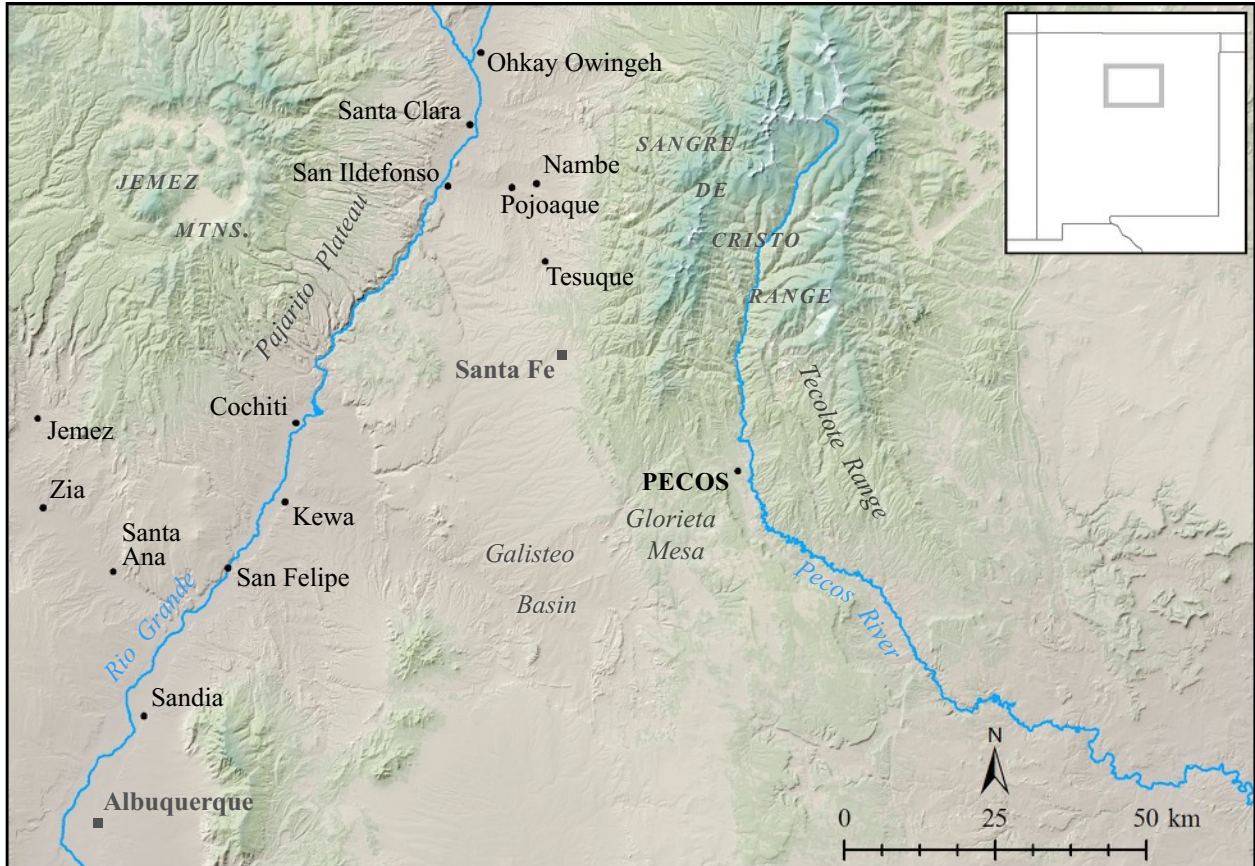 Ohkay Owingeh
Santa Clara
SANGRE
Nambe
San Ildefonso
JEMEZ
Pojoaque
DE
MTNS.
CRISTO
Pajarito Plateau
Tesuque
RANGE
Santa Fe
Tecolote Range
Cochiti
Jemez
PECOS
Zia
Kewa
Glorieta
Mesa
Santa
Ana
Galisteo
Basin
San Felipe
Pecos River
Rio Grande
Sandia
N
Albuquerque
0 25 50 km